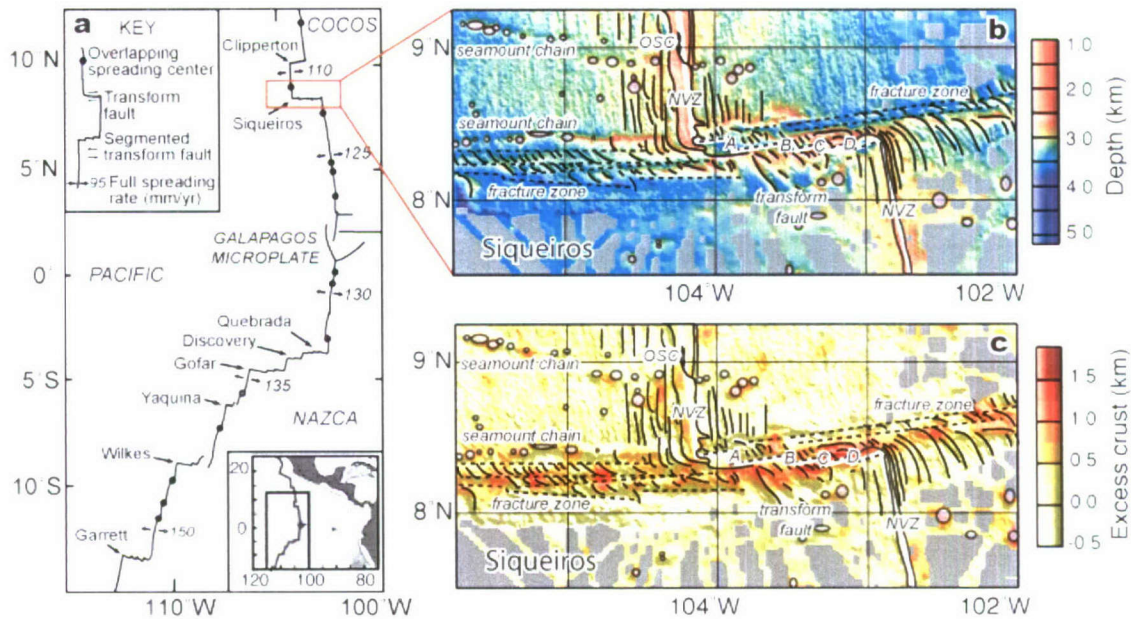 a
KEY
Overlapping
spreading center
Transform
fault
Segmented
transform fault
95 Full spreading
rate (mm/yr)
10 N
5 N
0
5 S
10 S
110 W
100 W
COCOS
Clipperton
110
Siqueiros
125
GALAPAGOS
MICROPLATE
PACIFIC
130
Quebrada
Discovery
Gofar
135
Yaquina
NAZCA
Wilkes
150
Garrett
20
0
120
100
80
b
9 N
8 N
seamount chain
OSC
NVZ
fracture zone
seamount chain
A
B
C
D
fracture zone
transform
fault
NVZ
Siqueiros
104 W
102 W
1 0
2 0
3 0
4 0
5 0
Depth (km)
c
9 N
8 N
seamount chain
OSC
NVZ
fracture zone
seamount chain
A
B
C
D
fracture zone
transform
fault
NVZ
Siqueiros
104 W
102 W
1 5
1 0
0 5
0 0
-0 5
Excess crust (km)